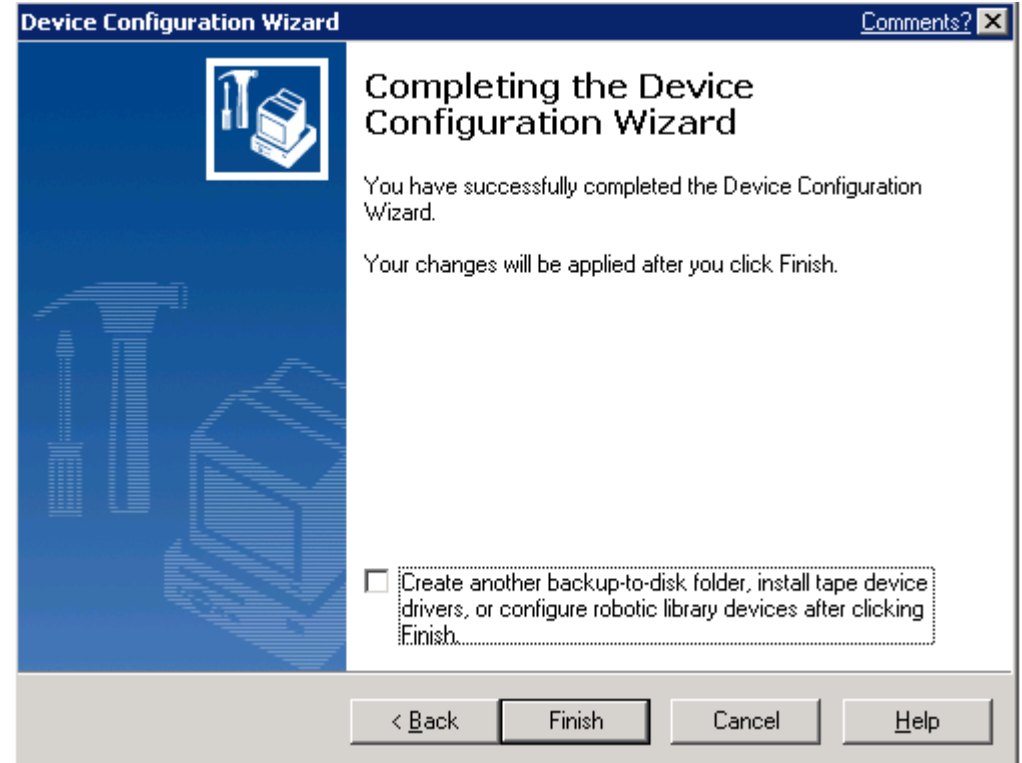 Device Configuration Wizard
Comments?
Completing the Device
Configuration Wizard
You have successfully completed the Device Configuration
Wizard.
Your changes will be applied after you click Finish.
Create another backup-to-disk folder, install tape device
drivers, or configure robotic library devices after clicking
Finish.
< Back
Finish
Cancel
Help